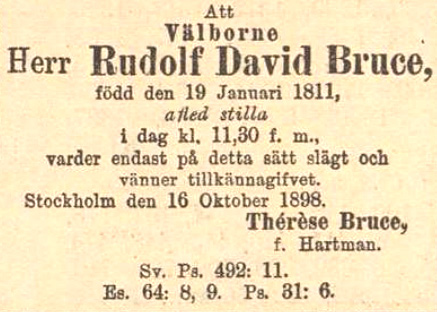 Att
Välborne
Herr Rudolf David Bruce,
född den 19 Januari 1811,
afled stilla
i dag kl. 11,30 f. m.,
varder endast på detta sätt slägt och
vänner tillkännagifvet.
Stockholm den 16 Oktober 1898.
Thérèse Bruce,
f. Hartman.
Sv. Ps. 492: 11.
Es. 64: 8, 9. Ps. 31: 6.